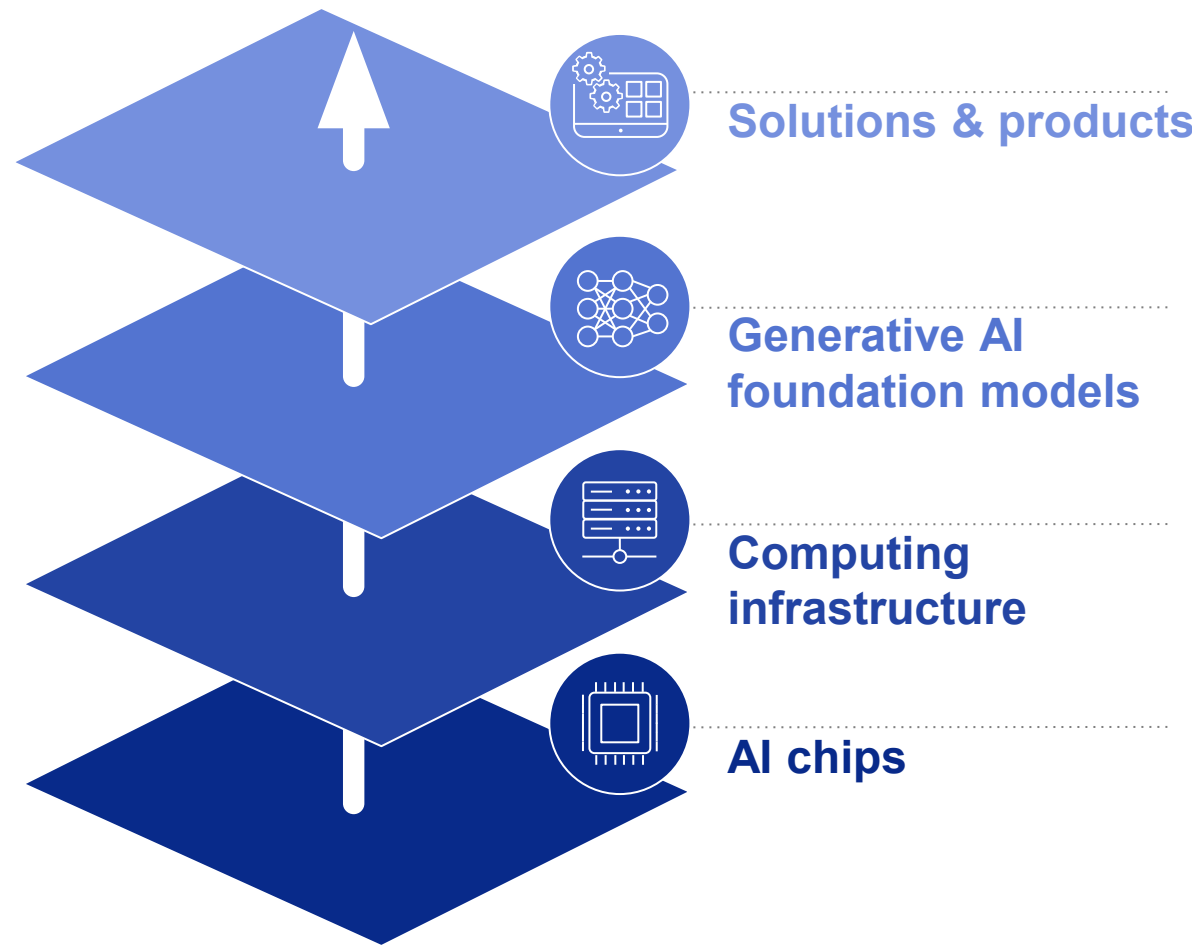 Solutions & products
Generative AI
foundation models
Computing
infrastructure
AI chips